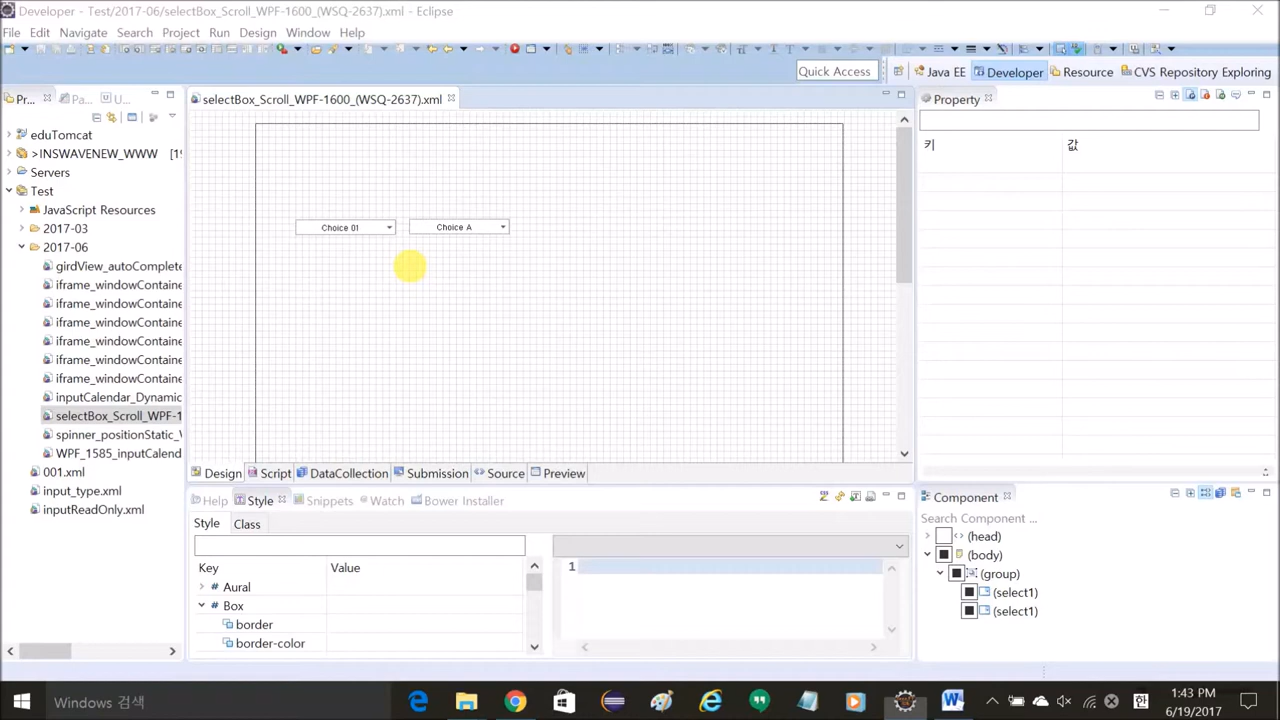 Developer - Test/2017-06/selectBox_Scroll_WPF-1600_(WSQ-2637).xml - Eclipse
File Edit Navigate Search Project Run Design Window Help
Quick Access Java EE Developer Resource CVS Repository Exploring
Pr... Pa... U... selectBox_Scroll_WPF-1600_(WSQ-2637).xml Property
eduTomcat
키 값
>INSWAVENEW_WWW [19
Servers
Test
JavaScript Resources
2017-03
Choice 01 Choice A
2017-06
girdView_autoComplete
iframe_windowContaine
iframe_windowContaine
iframe_windowContaine
iframe_windowContaine
iframe_windowContaine
iframe_windowContaine
inputCalendar_Dynamic
selectBox_Scroll_WPF-1
spinner_positionStatic_W
WPF_1585_inputCalend
001.xml
Design Script DataCollection Submission Source Preview
input_type.xml
Help Style Snippets Watch Bower Installer Component
inputReadOnly.xml
Style Class Search Component ...
(head)
(body)
Key Value 1
(group)
Aural
(select1)
Box
(select1)
border
border-color
Windows 검색
한
1:43 PM
6/19/2017